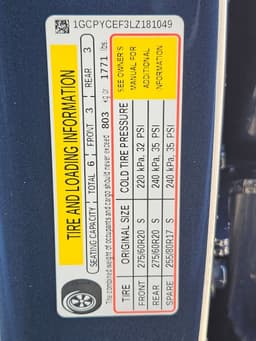 1GCPYCEF3LZ181049
TIRE AND LOADING INFORMATION
SEATING CAPACITY TOTAL 6 FRONT 3 REAR 3
The combined weight of occupants and cargo should never exceed 803 kg or 1771 lbs.
TIRE ORIGINAL SIZE COLD TIRE PRESSURE
FRONT 275/60R20 S 220 kPa, 32 PSI
REAR 275/60R20 S 240 kPa, 35 PSI
SPARE 255/80R17 S 240 kPa, 35 PSI
SEE OWNER'S
MANUAL FOR
ADDITIONAL
INFORMATION